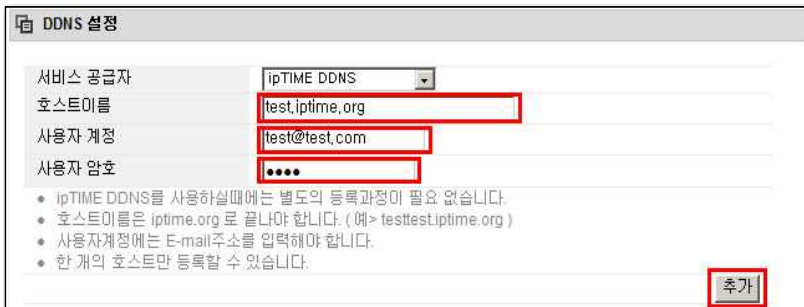 DDNS 설정
서비스 공급자 ipTIME DDNS
호스트이름 test.iptime.org
사용자 계정 test@test.com
사용자 암호 ••••
• ipTIME DDNS를 사용하실때에는 별도의 등록과정이 필요 없습니다.
• 호스트이름은 iptime.org 로 끝나야 합니다. ( 예> testtest.iptime.org )
• 사용자계정에는 E-mail주소를 입력해야 합니다.
• 한 개의 호스트만 등록할 수 있습니다.
추가